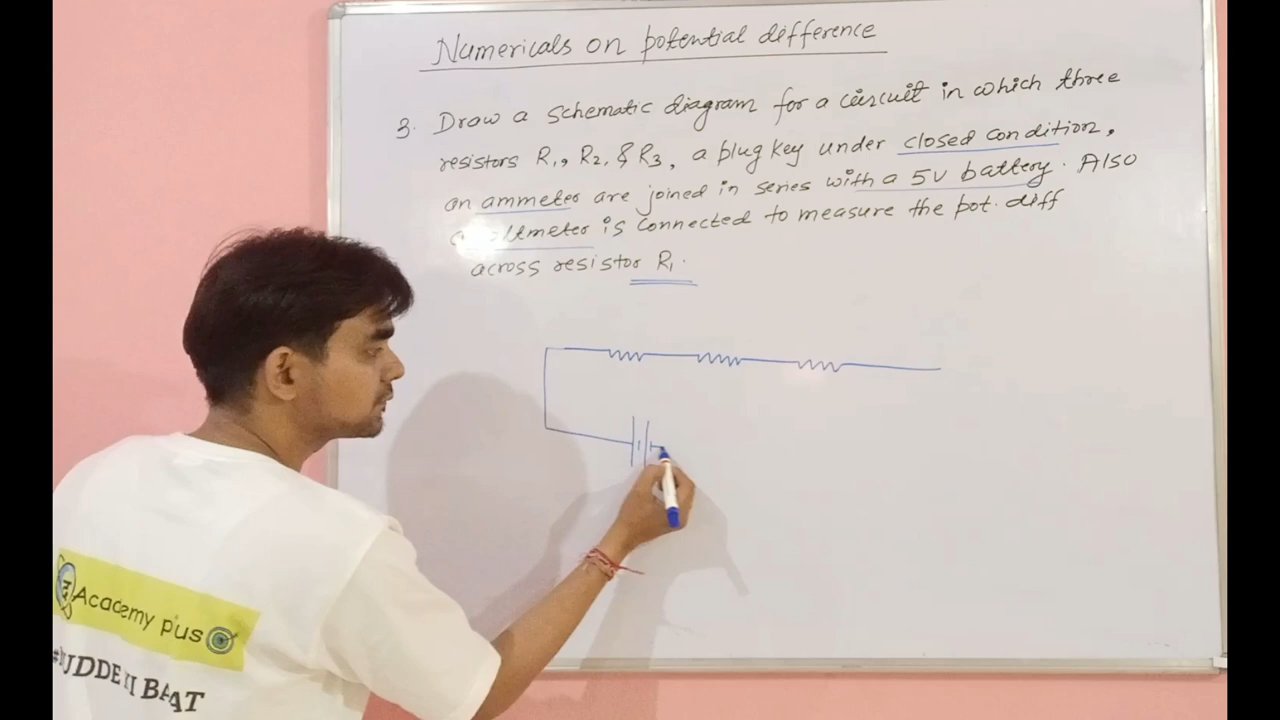 Numericals on potential difference
3. Draw a schematic diagram for a circuit in which three
resistors R1, R2, & R3, a plug key under closed condition,
an ammeter are joined in series with a 5V battery. Also
is connected to measure the pot. diff
across resistor R1.
Academy plus